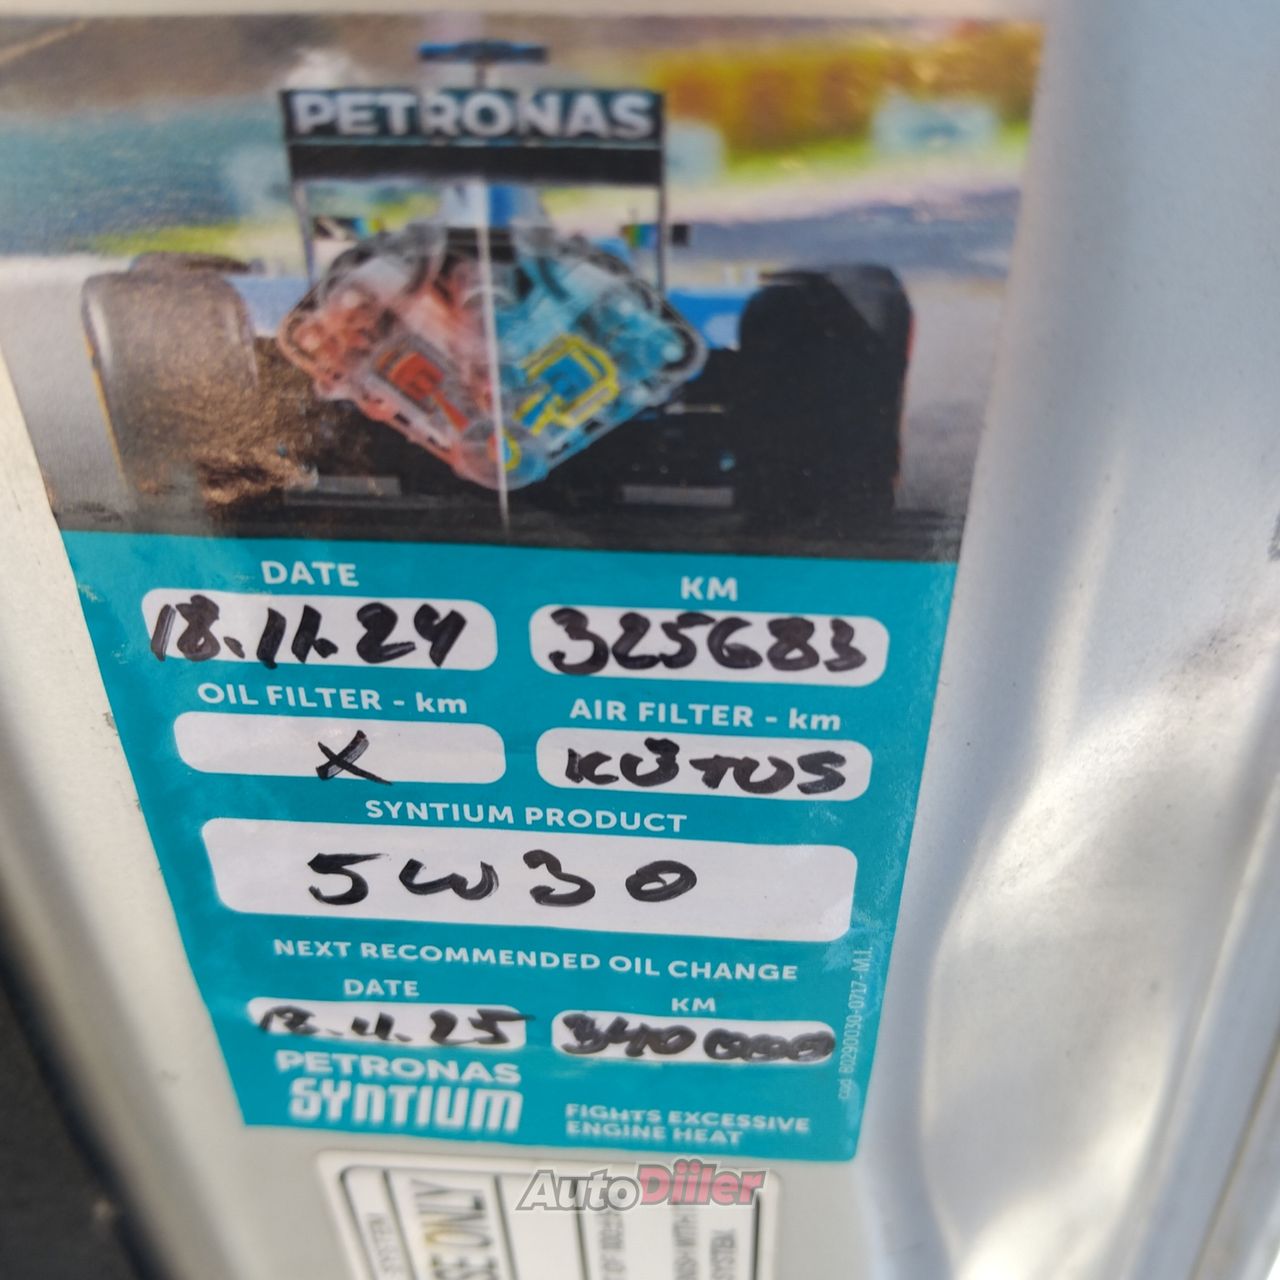 PETRONAS
DATE KM
18.11.24 325683
OIL FILTER - km AIR FILTER - km
X KÜTUS
SYNTIUM PRODUCT
5W30
NEXT RECOMMENDED OIL CHANGE
DATE KM
18.11.25 340000
PETRONAS
SYNTIUM
FIGHTS EXCESSIVE
ENGINE HEAT
AutoDiiler